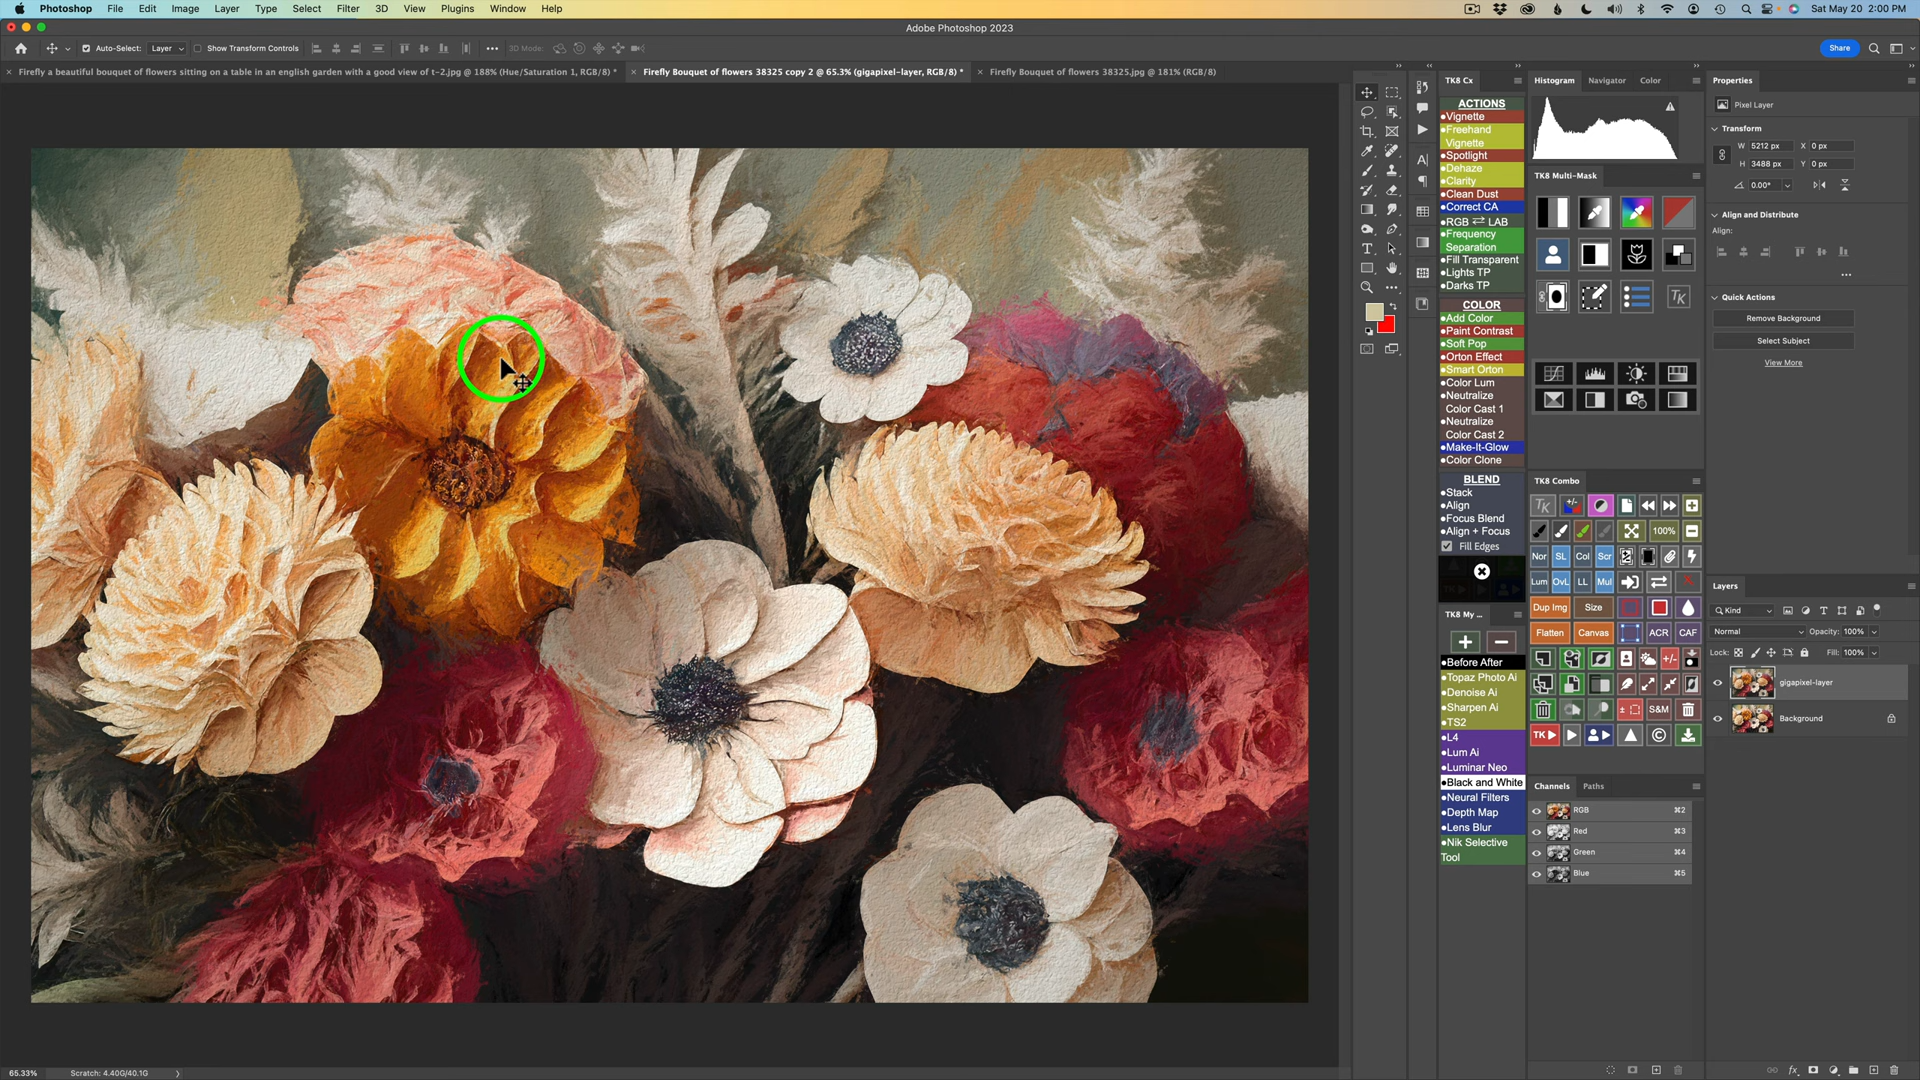 Photoshop File Edit Image Layer Type Select Filter 3D View Plugins Window Help Sat May 20 2:00 PM
Adobe Photoshop 2023
Auto-Select: Layer Show Transform Controls 3D Mode: Share
Firefly a beautiful bouquet of flowers sitting on a table in an english garden with a good view of t-2.jpg @ 188% (Hue/Saturation 1, RGB/8) *
Firefly Bouquet of flowers 38325 copy 2 @ 65.3% (gigapixel-layer, RGB/8) *
Firefly Bouquet of flowers 38325.jpg @ 181% (RGB/8)
TK8 Cx
ACTIONS
Vignette
Freehand
Vignette
Spotlight
Dehaze
Clarity
Clean Dust
Correct CA
RGB ⇄ LAB
Frequency
Separation
Fill Transparent
Lights TP
Darks TP
COLOR
Add Color
Paint Contrast
Soft Pop
Orton Effect
Smart Orton
Color Lum
Neutralize
Color Cast 1
Neutralize
Color Cast 2
Make-It-Glow
Color Clone
BLEND
Stack
Align
Focus Blend
Align + Focus
Fill Edges
TK8 My ...
Before After
Topaz Photo Ai
Denoise Ai
Sharpen Ai
TS2
L4
Lum Ai
Luminar Neo
Black and White
Neural Filters
Depth Map
Lens Blur
Nik Selective
Tool
Histogram Navigator Color
TK8 Multi-Mask
TK
TK8 Combo
TK +/-
100%
Nor SL Col Scr
Lum OvL LL Mul
Dup Img Size
Flatten Canvas ACR CAF
+/-
S&M
TK
Channels Paths
RGB ⌘2
Red ⌘3
Green ⌘4
Blue ⌘5
Properties
Pixel Layer
Transform
W 5212 px X 0 px
H 3488 px Y 0 px
0.00°
Align and Distribute
Align:
Quick Actions
Remove Background
Select Subject
View More
Layers
Kind
Normal Opacity: 100%
Lock: Fill: 100%
gigapixel-layer
Background
65.33% Scratch: 4.40G/40.1G